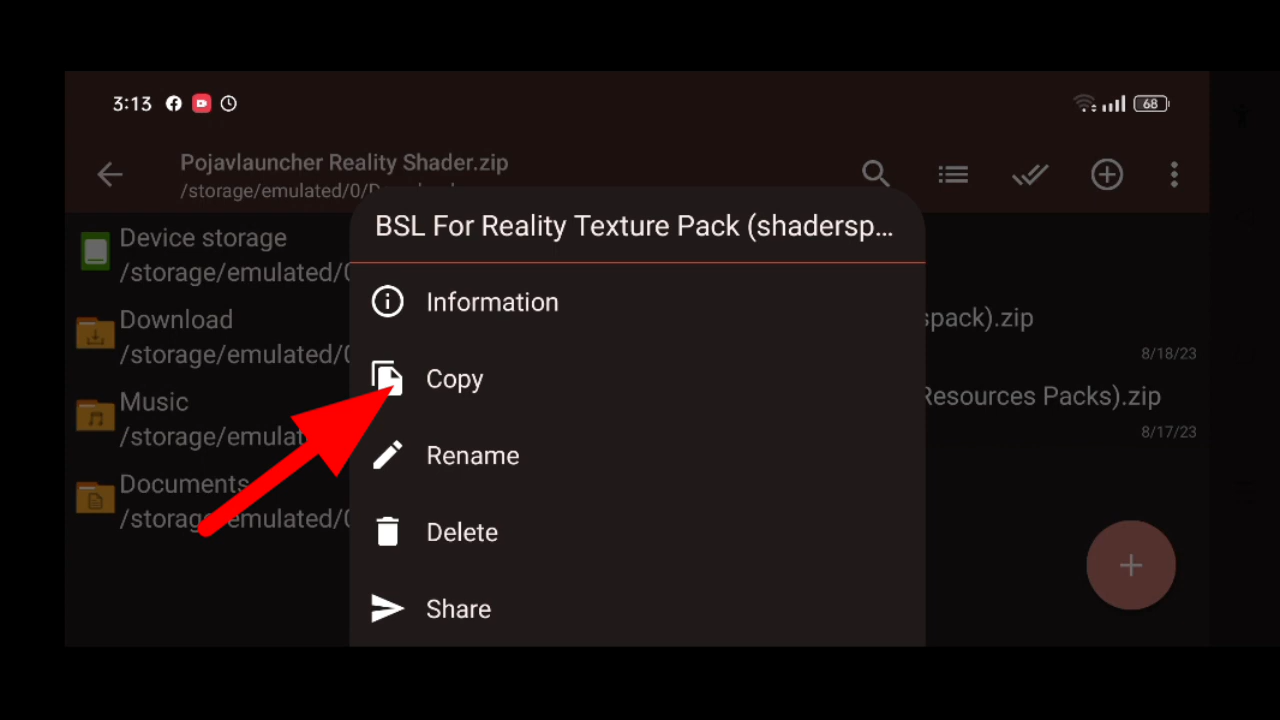 3:13
68
Pojavlauncher Reality Shader.zip
/storage/emulated/0/
BSL For Reality Texture Pack (shadersp...
Device storage
/storage/emulated/0
Information
Download
/storage/emulated/0
spack).zip
8/18/23
Copy
Music
/storage/emulat
Resources Packs).zip
8/17/23
Rename
Documents
/storage/emulated/0
Delete
Share